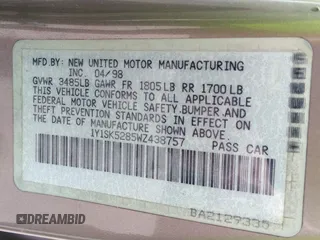 MFD. BY: NEW UNITED MOTOR MANUFACTURING
INC. 04/98
GVWR 3485LB GAWR FR 1805LB RR 1700LB
THIS VEHICLE CONFORMS TO ALL APPLICABLE
FEDERAL MOTOR VEHICLE SAFETY,BUMPER,AND
THEFT PREVENTION STANDARDS IN EFFECT ON
THE DATE OF MANUFACTURE SHOWN ABOVE.
1Y1SK5285WZ438757 PASS CAR
BA2129335
DREAMBID